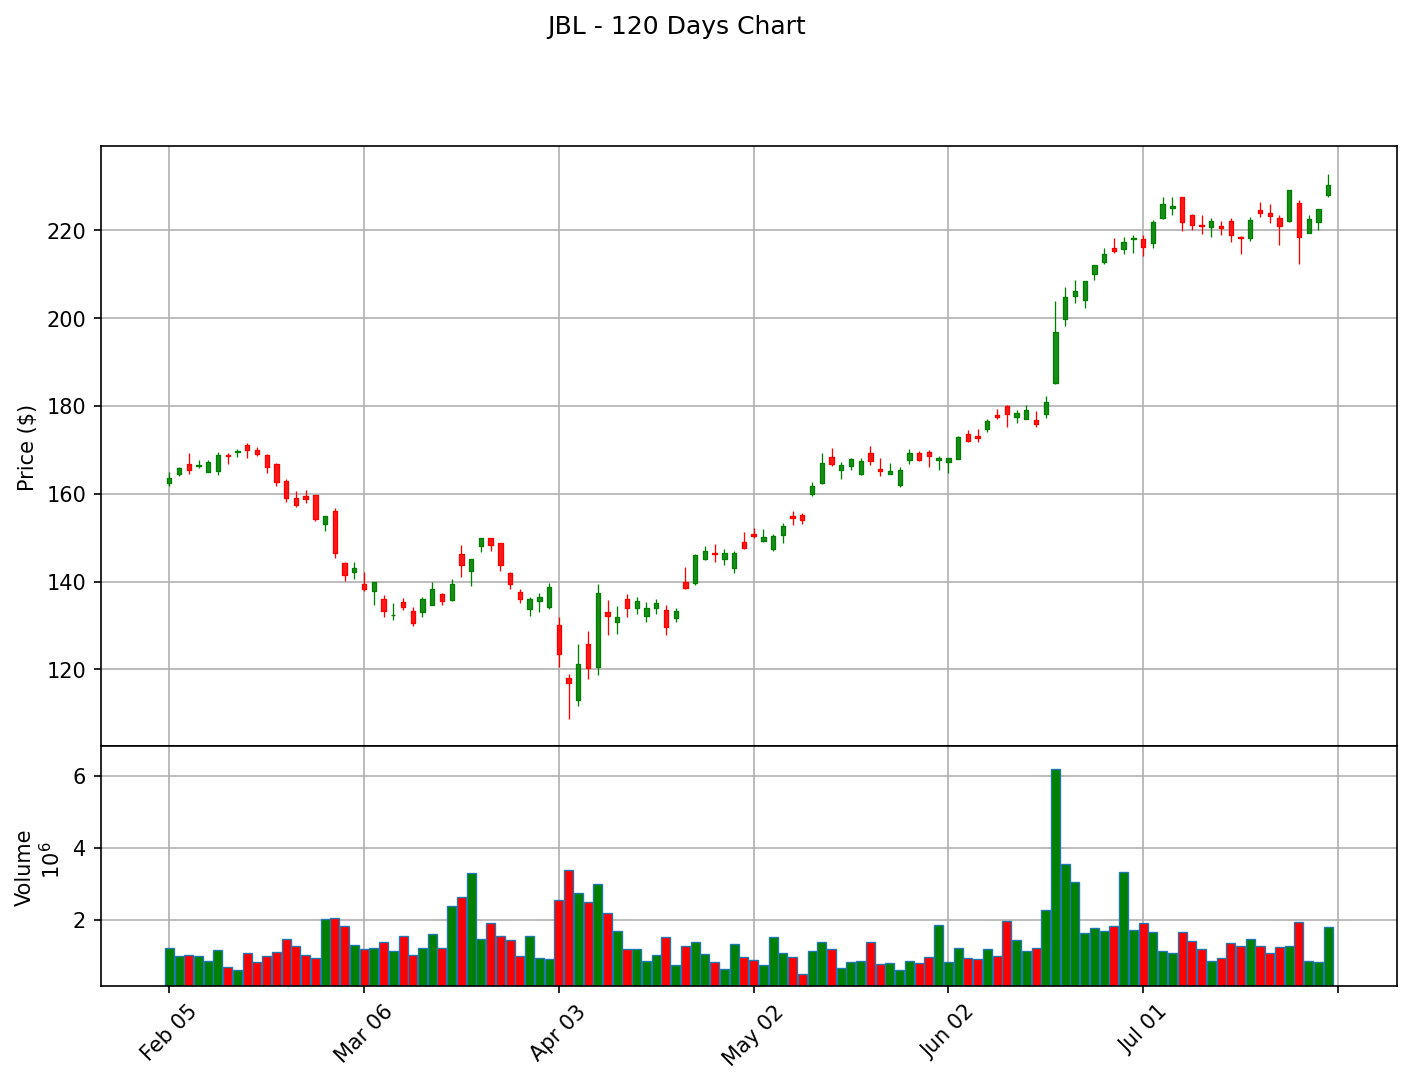 JBL - 120 Days Chart
Price ($)
220
200
180
160
140
120
Volume
10⁶
6
4
2
Feb 05
Mar 06
Apr 03
May 02
Jun 02
Jul 01